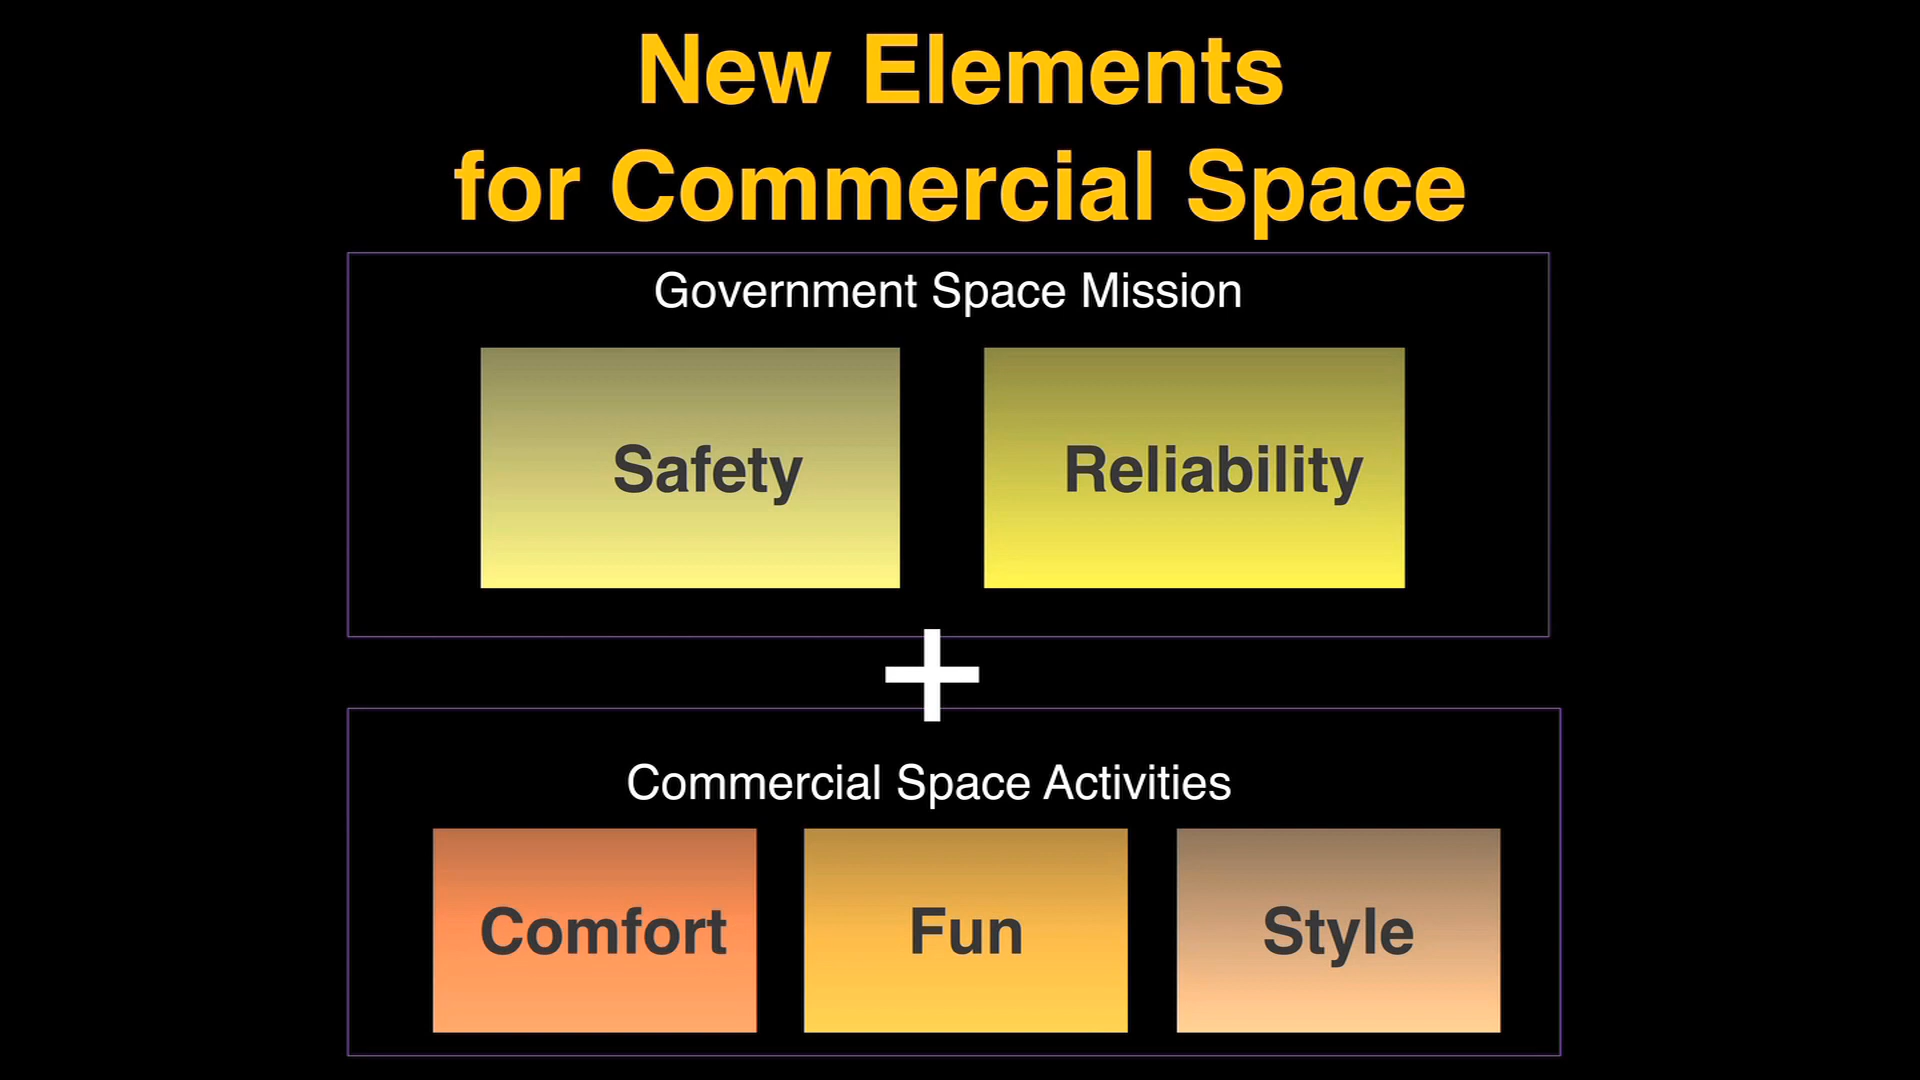 New Elements
for Commercial Space
Government Space Mission
Safety
Reliability
+
Commercial Space Activities
Comfort
Fun
Style